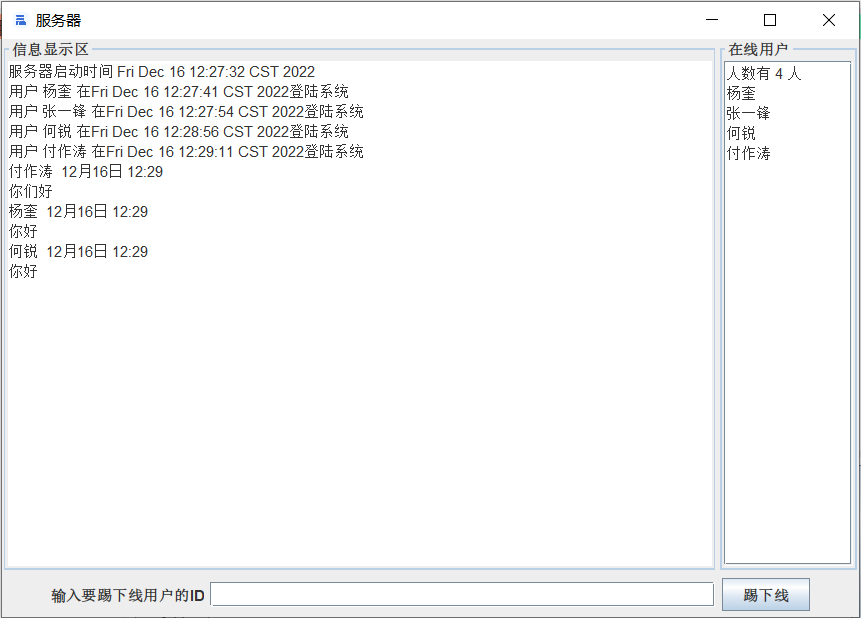 服务器
信息显示区
服务器启动时间 Fri Dec 16 12:27:32 CST 2022
用户 杨奎 在Fri Dec 16 12:27:41 CST 2022登陆系统
用户 张一锋 在Fri Dec 16 12:27:54 CST 2022登陆系统
用户 何锐 在Fri Dec 16 12:28:56 CST 2022登陆系统
用户 付作涛 在Fri Dec 16 12:29:11 CST 2022登陆系统
付作涛  12月16日 12:29
你们好
杨奎  12月16日 12:29
你好
何锐  12月16日 12:29
你好
在线用户
人数有 4 人
杨奎
张一锋
何锐
付作涛
输入要踢下线用户的ID
踢下线